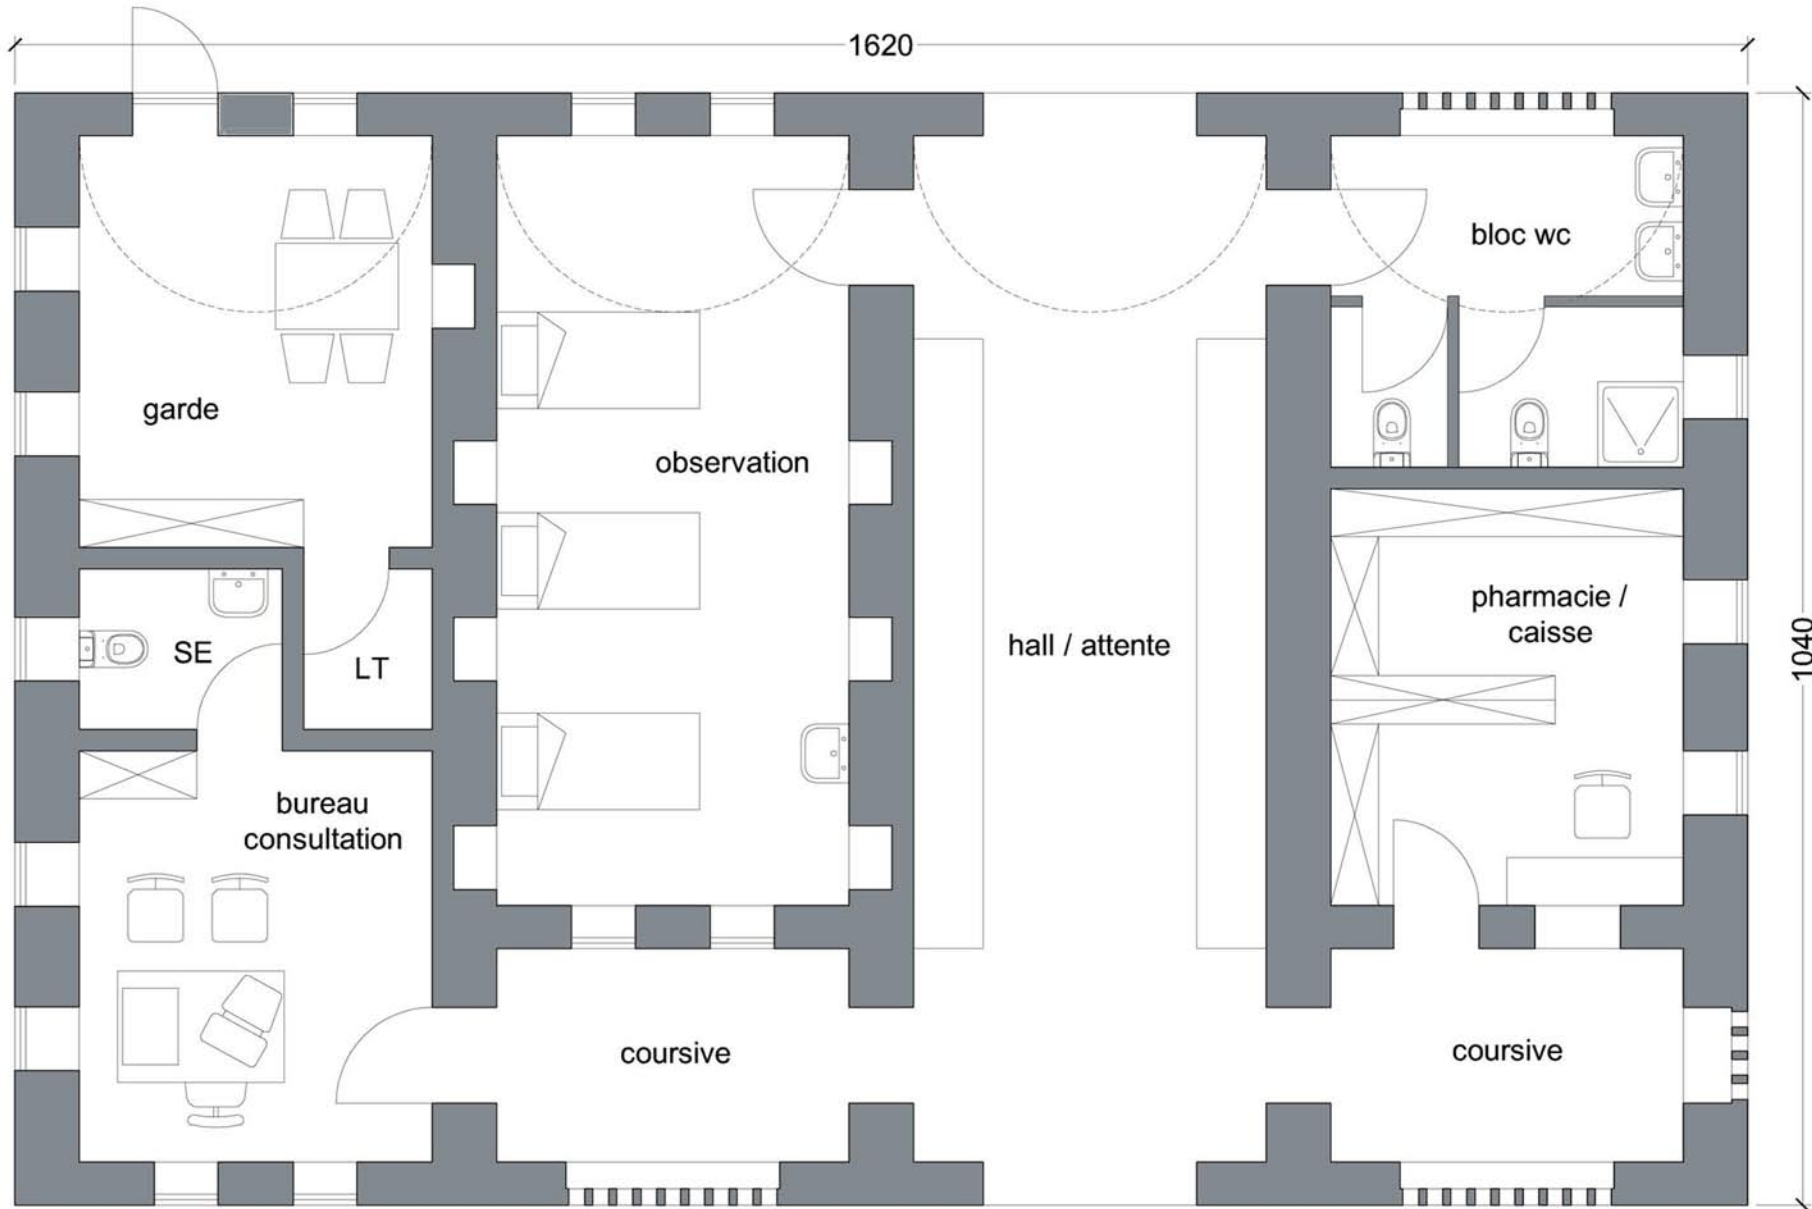 1620
bloc wc
garde
observation
pharmacie /
caisse
1040
hall / attente
SE
LT
bureau
consultation
coursive
coursive